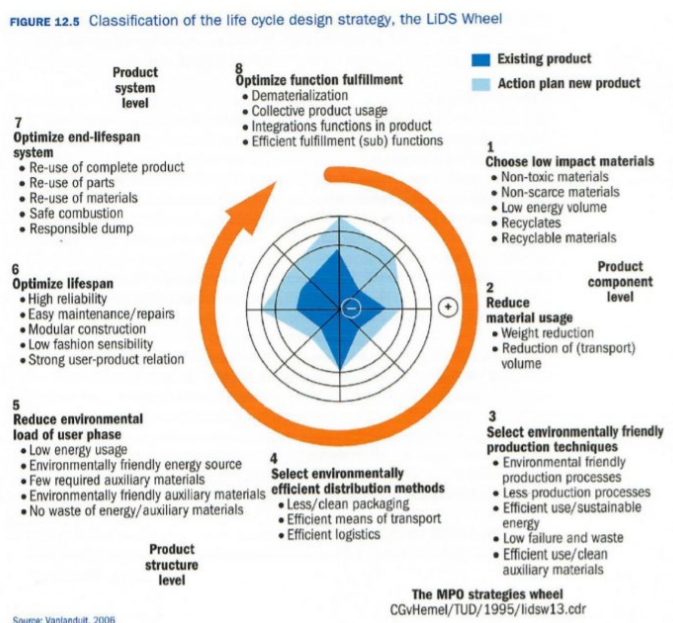 FIGURE 12.5 Classification of the life cycle design strategy, the LiDS Wheel
Existing product
Action plan new product
Product
system
level
8
Optimize function fulfillment
• Dematerialization
• Collective product usage
• Integrations functions in product
• Efficient fulfillment (sub) functions
7
Optimize end-lifespan
system
• Re-use of complete product
• Re-use of parts
• Re-use of materials
• Safe combustion
• Responsible dump
1
Choose low impact materials
• Non-toxic materials
• Non-scarce materials
• Low energy volume
• Recyclates
• Recyclable materials
Product
component
level
6
Optimize lifespan
• High reliability
• Easy maintenance/repairs
• Modular construction
• Low fashion sensibility
• Strong user-product relation
−
+
2
Reduce
material usage
• Weight reduction
• Reduction of (transport)
volume
5
Reduce environmental
load of user phase
• Low energy usage
• Environmentally friendly energy source
• Few required auxiliary materials
• Environmentally friendly auxiliary materials
• No waste of energy/auxiliary materials
4
Select environmentally
efficient distribution methods
• Less/clean packaging
• Efficient means of transport
• Efficient logistics
3
Select environmentally friendly
production techniques
• Environmental friendly
production processes
• Less production processes
• Efficient use/sustainable
energy
• Low failure and waste
• Efficient use/clean
auxiliary materials
Product
structure
level
The MPO strategies wheel
CGvHemel/TUD/1995/lidsw13.cdr
Source: Vanlanduit, 2006